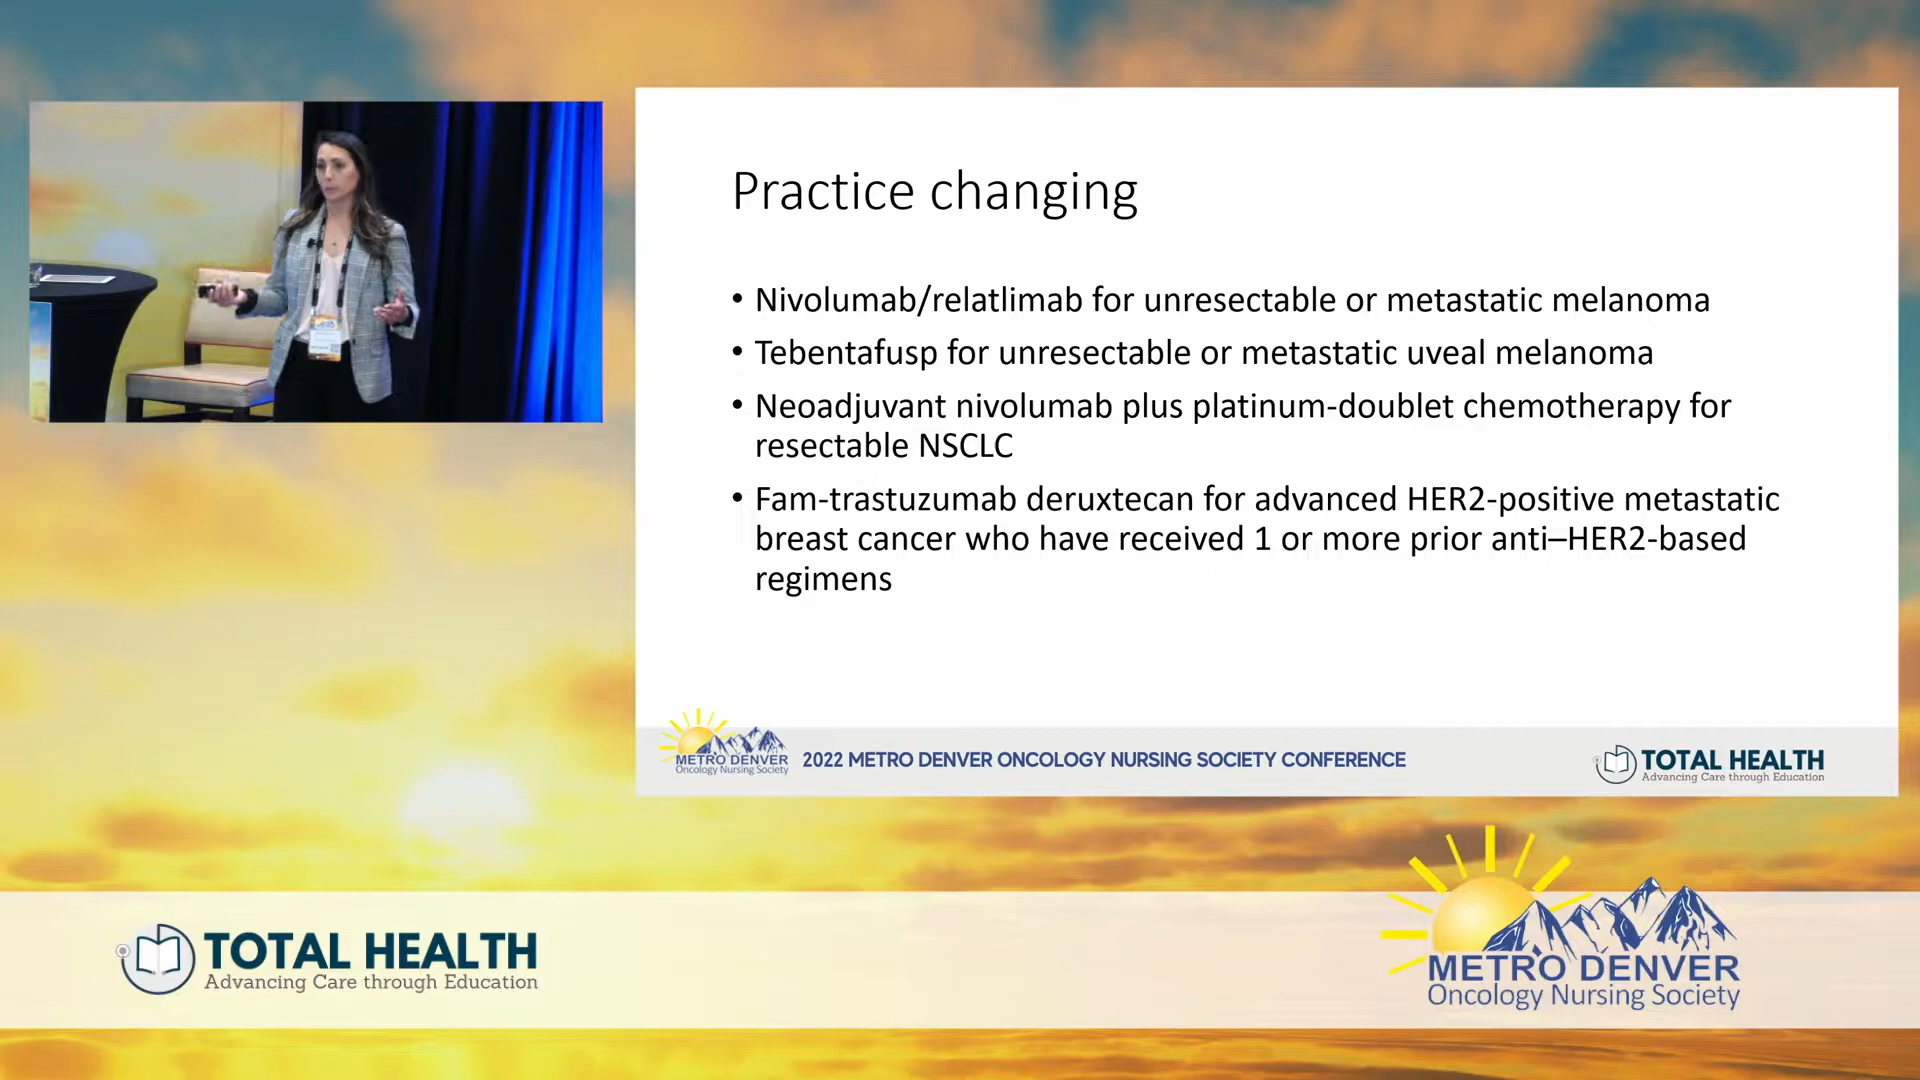 Practice changing
• Nivolumab/relatlimab for unresectable or metastatic melanoma
• Tebentafusp for unresectable or metastatic uveal melanoma
• Neoadjuvant nivolumab plus platinum-doublet chemotherapy for
resectable NSCLC
• Fam-trastuzumab deruxtecan for advanced HER2-positive metastatic
breast cancer who have received 1 or more prior anti–HER2-based
regimens
METRO DENVER
Oncology Nursing Society
2022 METRO DENVER ONCOLOGY NURSING SOCIETY CONFERENCE
TOTAL HEALTH
Advancing Care through Education
TOTAL HEALTH
Advancing Care through Education
METRO DENVER
Oncology Nursing Society